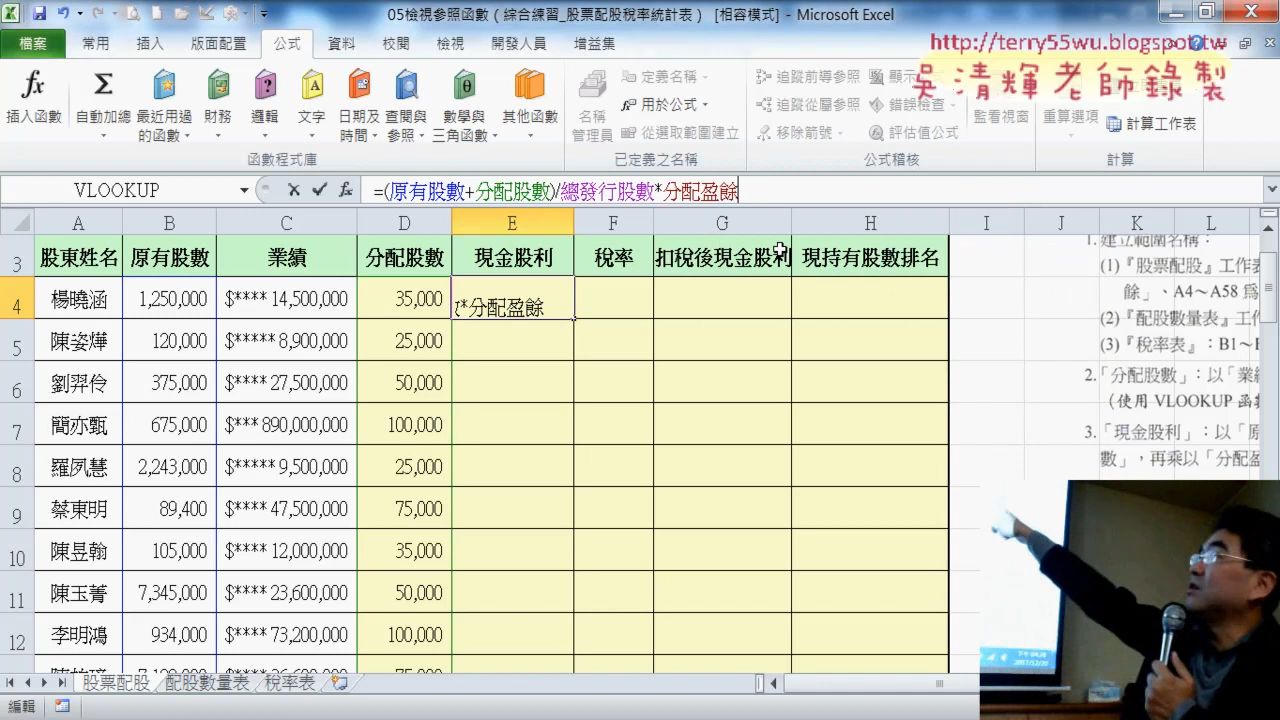 05檢視參照函數（綜合練習_股票配股稅率統計表） [相容模式] - Microsoft Excel
http://terry55wu.blogspot.tw
吳清輝老師錄製
檔案 常用 插入 版面配置 公式 資料 校閱 檢視 開發人員 增益集
fx 插入函數
Σ 自動加總
最近用過的函數
財務
邏輯
文字
日期及時間
查閱與參照
數學與三角函數
其他函數
函數程式庫
名稱管理員
定義名稱
用於公式
從選取範圍建立
已定義之名稱
追蹤前導參照
追蹤從屬參照
移除箭號
錯誤檢查
評估值公式
公式稽核
監看視窗
重算選項
計算工作表
計算
VLOOKUP =(原有股數+分配股數)/總發行股數*分配盈餘
A B C D E F G H I J K L
3 股東姓名 原有股數 業績 分配股數 現金股利 稅率 扣稅後現金股利 現持有股數排名
4 楊曉涵 1,250,000 $**** 14,500,000 35,000 *分配盈餘
5 陳姿燁 120,000 $***** 8,900,000 25,000
6 劉羿伶 375,000 $**** 27,500,000 50,000
7 簡亦甄 675,000 $*** 890,000,000 100,000
8 羅夙慧 2,243,000 $***** 9,500,000 25,000
9 蔡東明 89,400 $**** 47,500,000 75,000
10 陳昱翰 105,000 $**** 12,000,000 35,000
11 陳玉菁 7,345,000 $**** 23,600,000 50,000
12 李明鴻 934,000 $**** 73,200,000 100,000
1.建立範圍名稱：
(1)『股票配股』工作表
餘」、A4～A58 為
(2)『配股數量表』工作
(3)『稅率表』：B1～
2.「分配股數」：以「業績
（使用 VLOOKUP 函數
3.「現金股利」：以「原
數」，再乘以「分配盈
股票配股 配股數量表 稅率表
編輯
2017/12/20